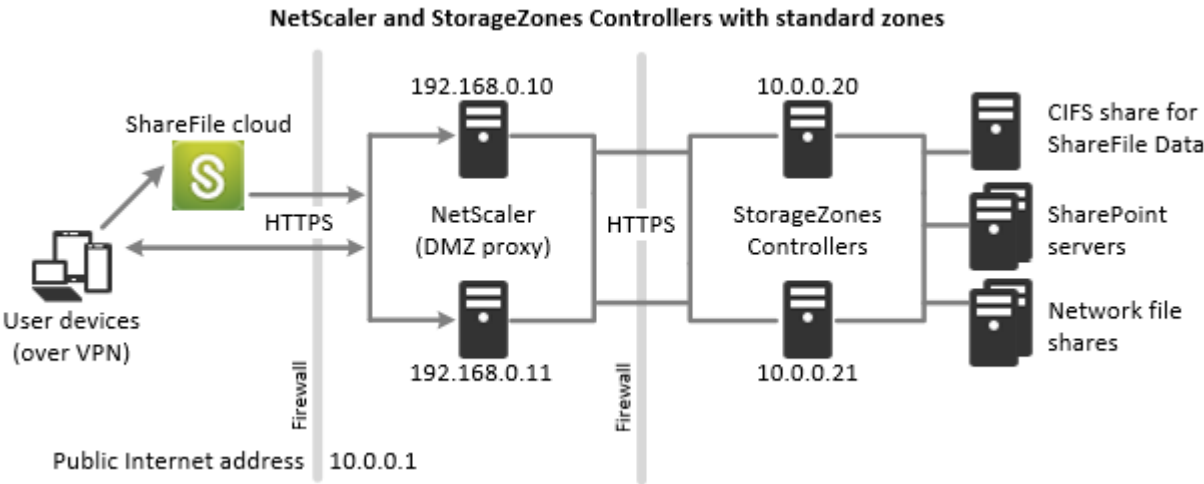 NetScaler and StorageZones Controllers with standard zones
192.168.0.10
10.0.0.20
ShareFile cloud
CIFS share for
ShareFile Data
S
HTTPS
NetScaler
(DMZ proxy)
HTTPS
StorageZones
Controllers
SharePoint
servers
User devices
(over VPN)
Network file
shares
192.168.0.11
10.0.0.21
Firewall
Firewall
Public Internet address
10.0.0.1